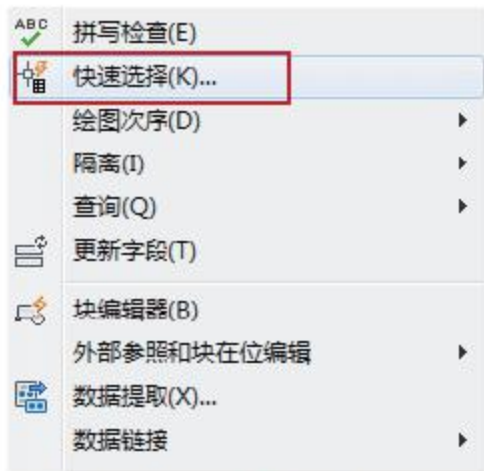 ABC
拼写检查(E)
快速选择(K)...
绘图次序(D)
隔离(I)
查询(Q)
更新字段(T)
块编辑器(B)
外部参照和块在位编辑
数据提取(X)...
数据链接